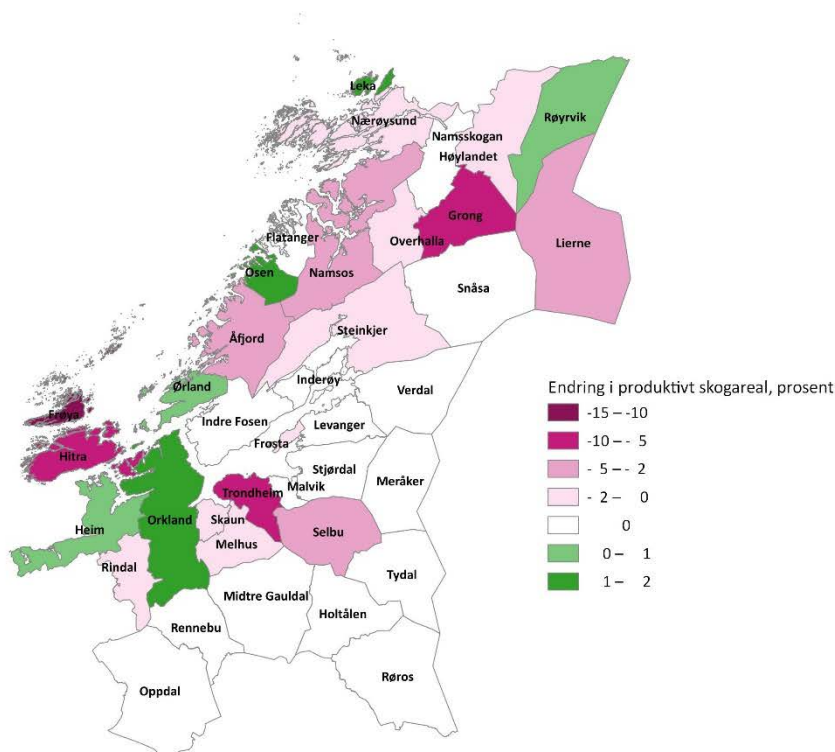 Leka
Nærøysund
Røyrvik
Namsskogan
Høylandet
Grong
Overhalla
Lierne
Flatanger
Osen
Namsos
Snåsa
Åfjord
Steinkjer
Ørland
Inderøy
Verdal
Frøya
Indre Fosen
Levanger
Frosta
Hitra
Stjørdal
Meråker
Trondheim
Malvik
Orkland
Skaun
Selbu
Heim
Melhus
Rindal
Tydal
Midtre Gauldal
Holtålen
Rennebu
Røros
Oppdal
Endring i produktivt skogareal, prosent
-15 – -10
-10 – - 5
- 5 – - 2
- 2 – 0
0
0 – 1
1 – 2